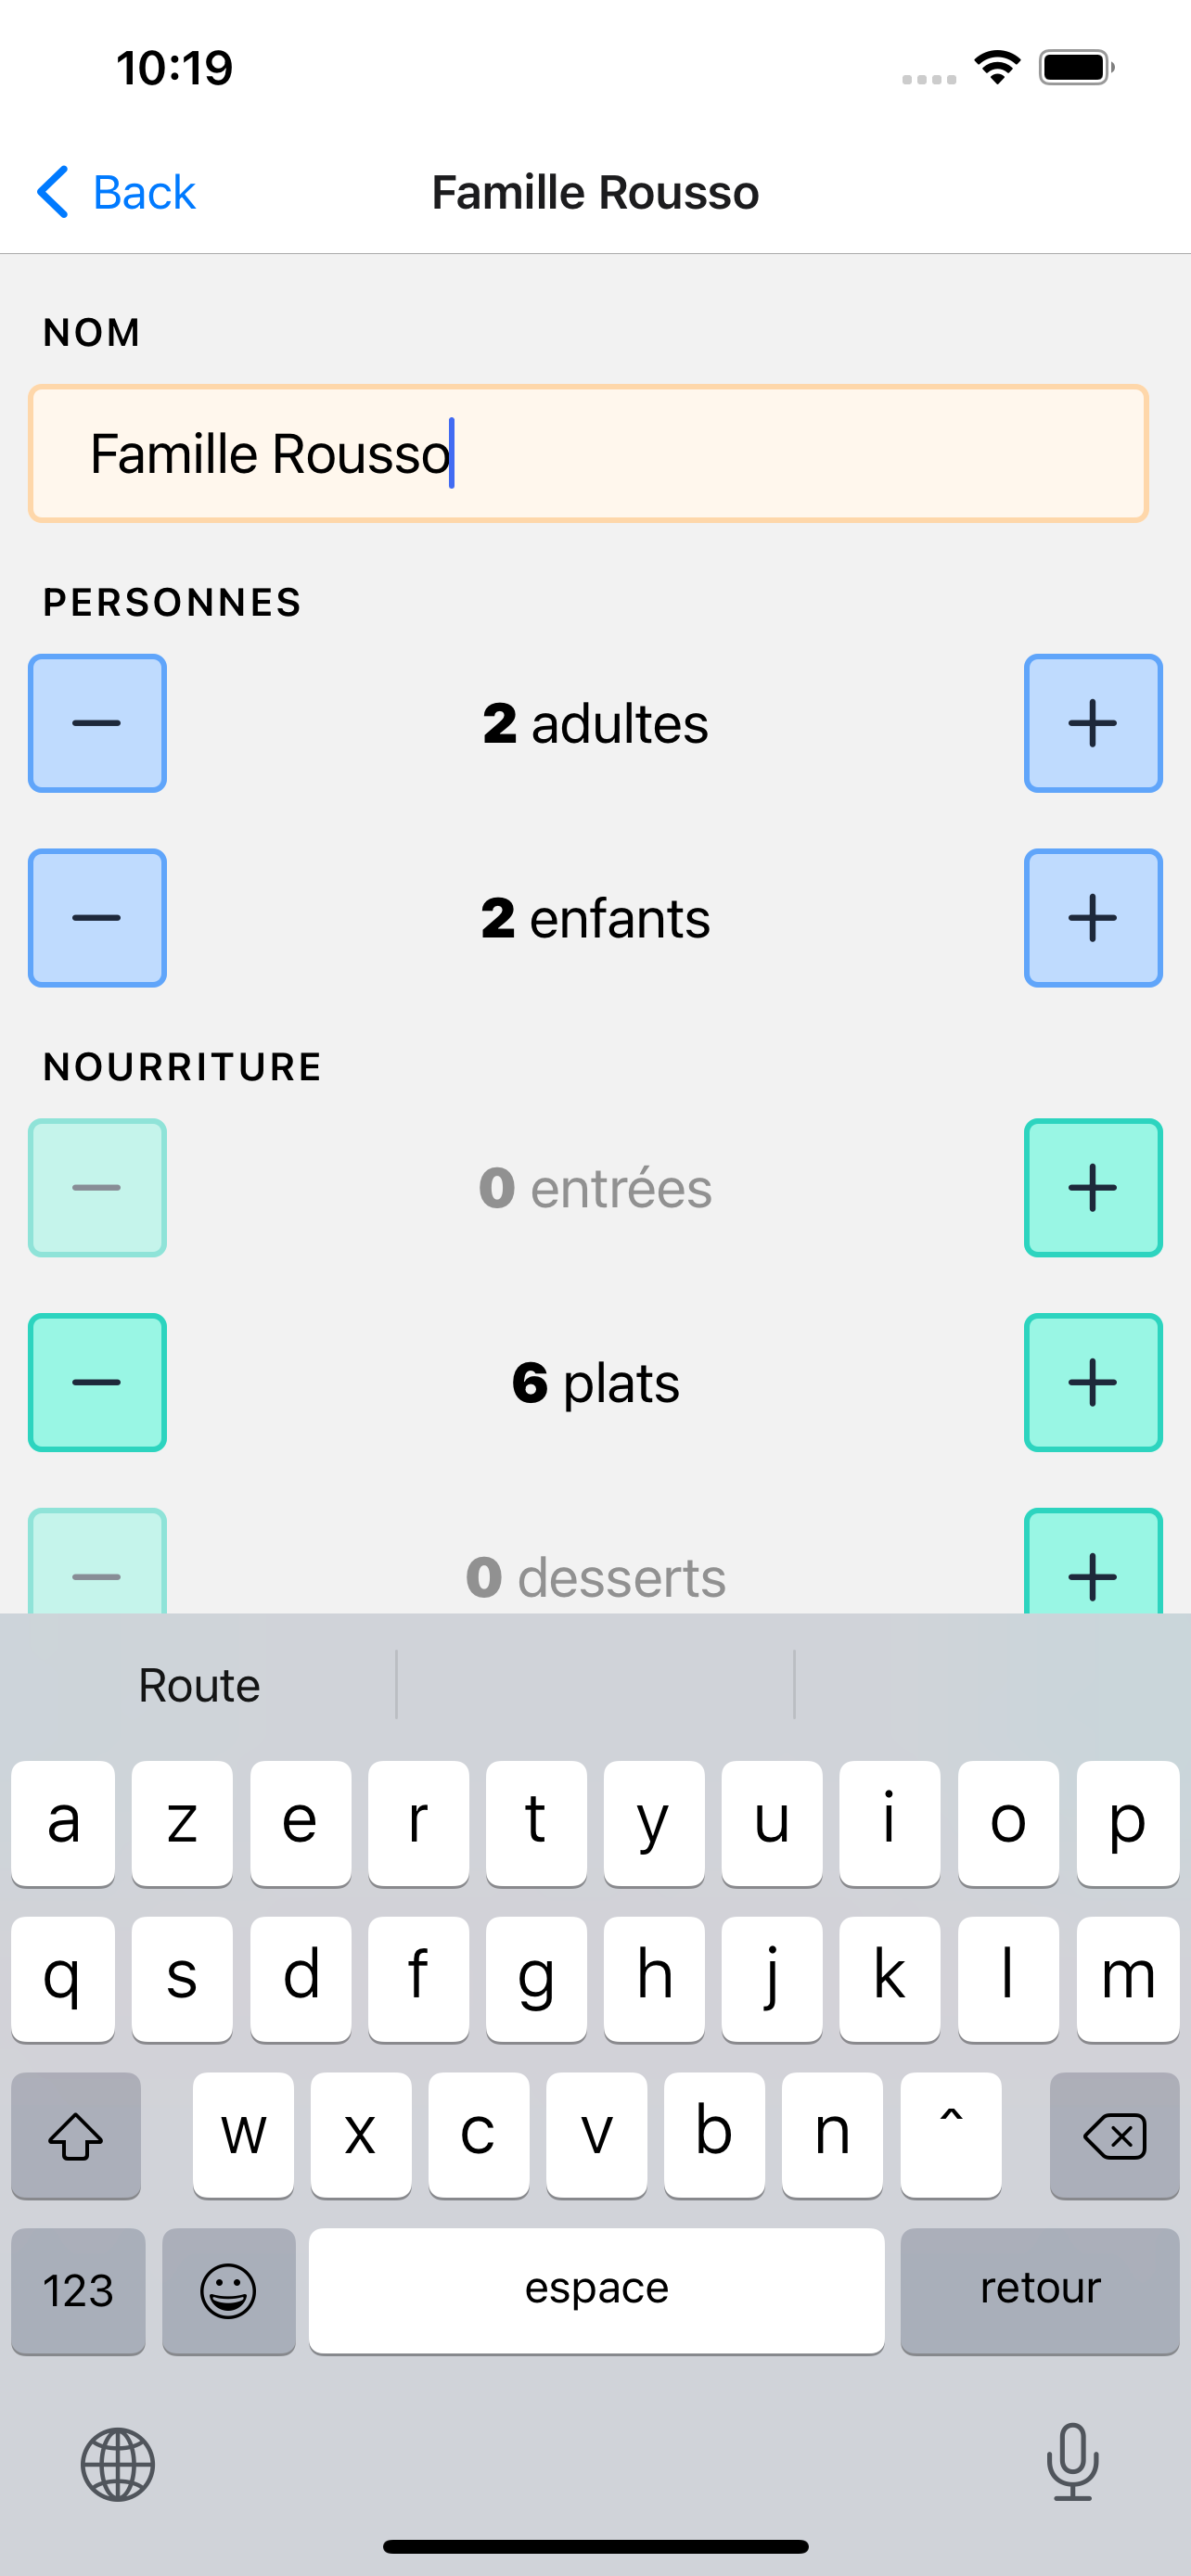 10:19
Back
Famille Rousso
NOM
Famille Rousso
PERSONNES
2 adultes
2 enfants
NOURRITURE
0 entrées
6 plats
0 desserts
Route
a z e r t y u i o p
q s d f g h j k l m
w x c v b n ^
123 espace retour